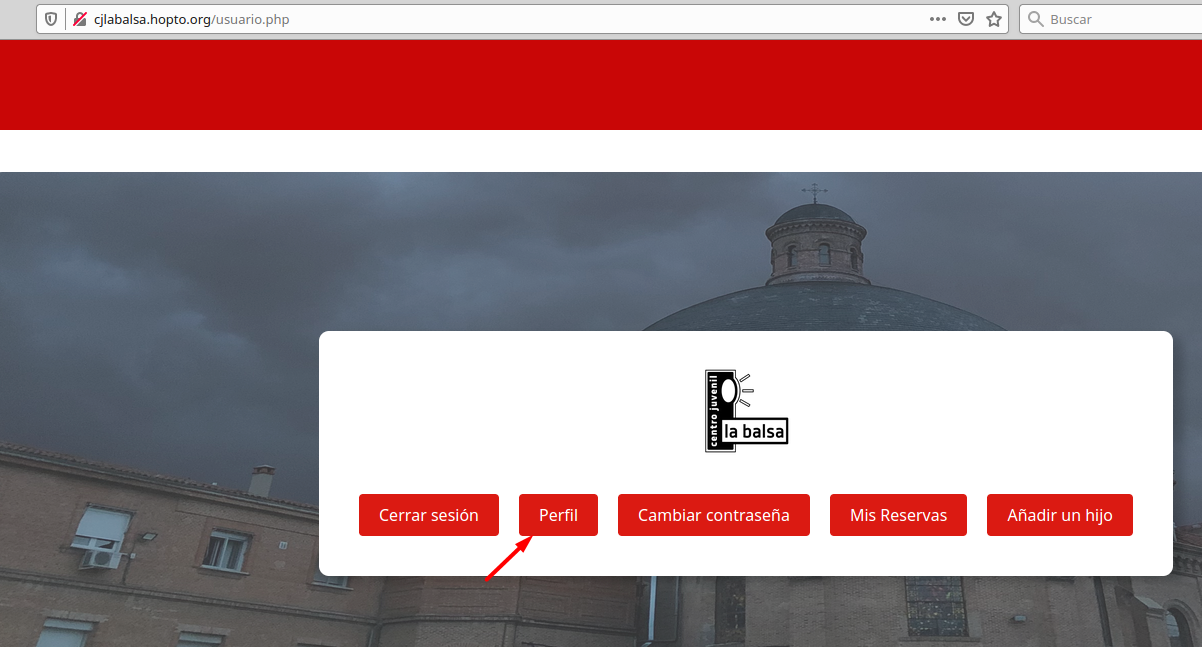 cjlabalsa.hopto.org/usuario.php
Buscar
centro juvenil
la balsa
Cerrar sesión
Perfil
Cambiar contraseña
Mis Reservas
Añadir un hijo